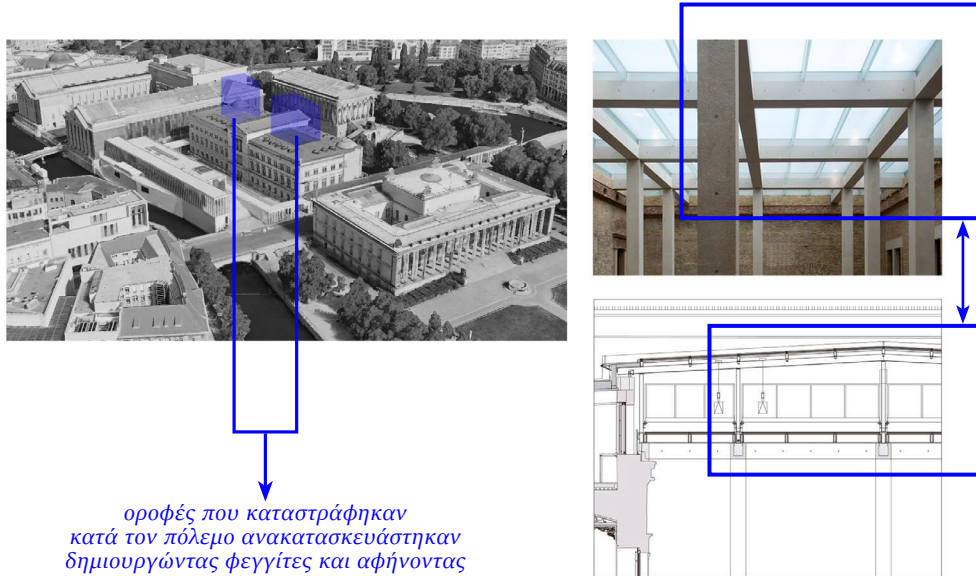 οροφές που καταστράφηκαν
κατά τον πόλεμο ανακατασκευάστηκαν
δημιουργώντας φεγγίτες και αφήνοντας